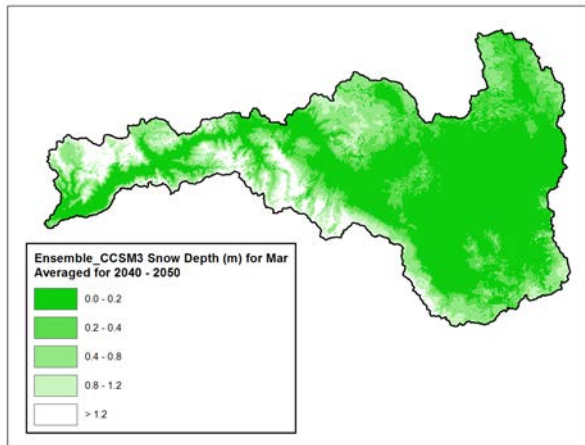 Ensemble_CCSM3 Snow Depth (m) for Mar
Averaged for 2040 - 2050
0.0 - 0.2
0.2 - 0.4
0.4 - 0.8
0.8 - 1.2
> 1.2